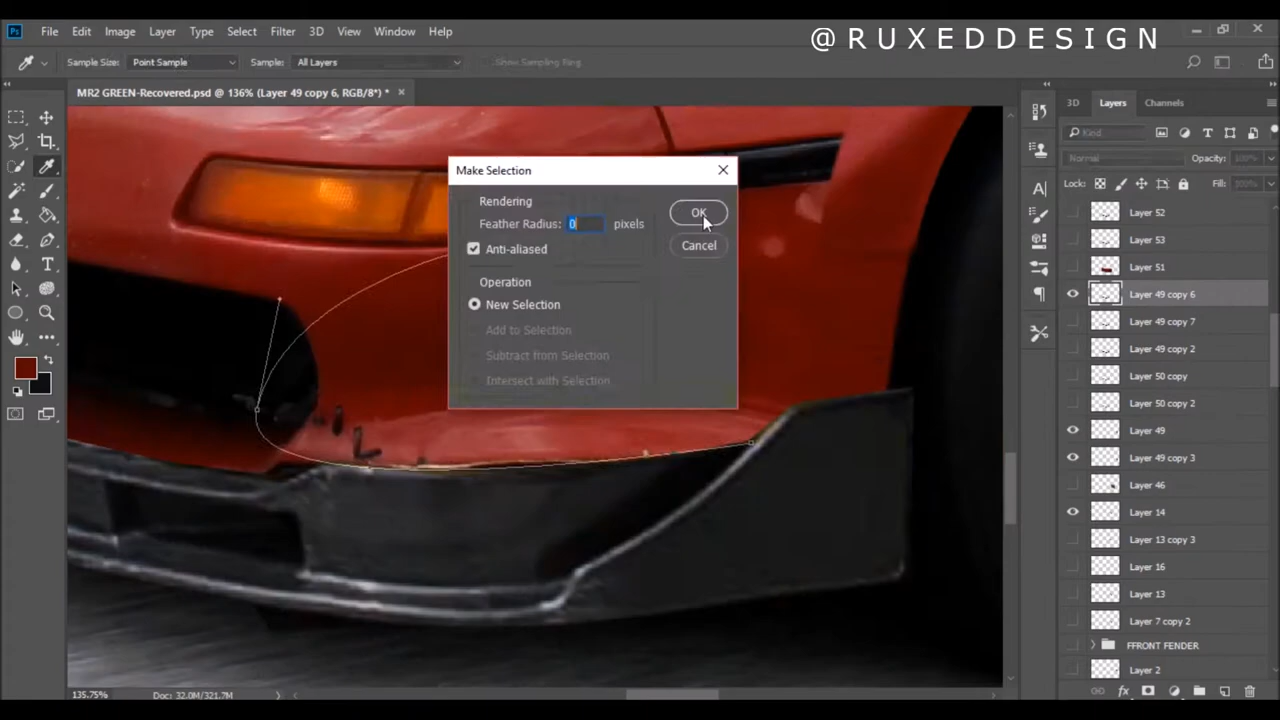 @RUXEDDESIGN
Ps File Edit Image Layer Type Select Filter 3D View Window Help
Sample Size: Point Sample Sample: All Layers Show Sampling Ring
MR2 GREEN-Recovered.psd @ 136% (Layer 49 copy 6, RGB/8*) *
3D Layers Channels
Kind
Normal Opacity: 100%
Lock: Fill: 100%
Make Selection
Rendering
Feather Radius: 0 pixels
OK
Anti-aliased
Cancel
Operation
New Selection
Add to Selection
Subtract from Selection
Intersect with Selection
Layer 52
Layer 53
Layer 51
Layer 49 copy 6
Layer 49 copy 7
Layer 49 copy 2
Layer 50 copy
Layer 50 copy 2
Layer 49
Layer 49 copy 3
Layer 46
Layer 14
Layer 13 copy 3
Layer 16
Layer 13
Layer 7 copy 2
FFRONT FENDER
Layer 2
135.75% Doc: 32.0M/321.7M